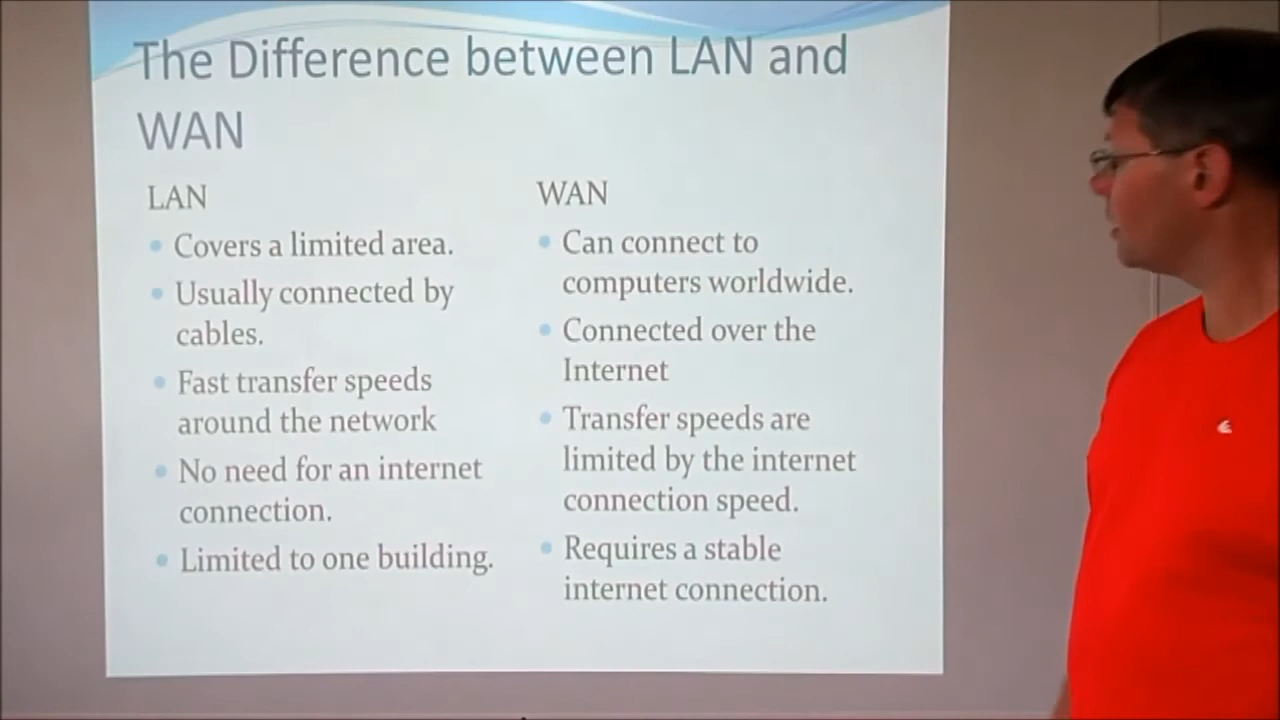 The Difference between LAN and
WAN
LAN
• Covers a limited area.
• Usually connected by
cables.
• Fast transfer speeds
around the network
• No need for an internet
connection.
• Limited to one building.
WAN
• Can connect to
computers worldwide.
• Connected over the
Internet
• Transfer speeds are
limited by the internet
connection speed.
• Requires a stable
internet connection.